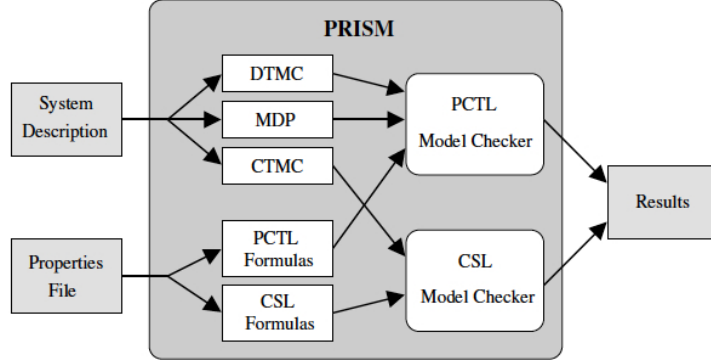 PRISM
System
Description
DTMC
MDP
CTMC
PCTL
Model Checker
Results
Properties
File
PCTL
Formulas
CSL
Formulas
CSL
Model Checker